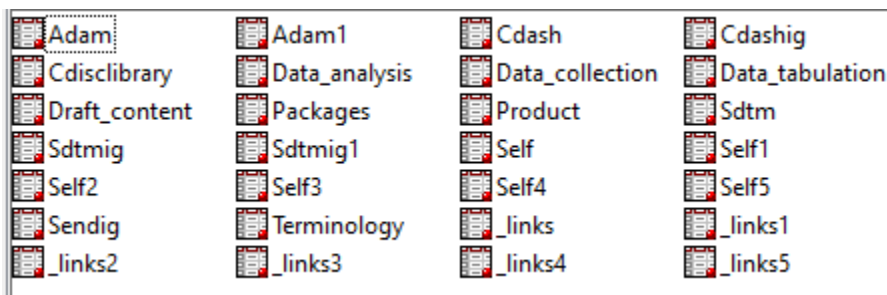 Adam Adam1 Cdash Cdashig
Cdisclibrary Data_analysis Data_collection Data_tabulation
Draft_content Packages Product Sdtm
Sdtmig Sdtmig1 Self Self1
Self2 Self3 Self4 Self5
Sendig Terminology _links _links1
_links2 _links3 _links4 _links5